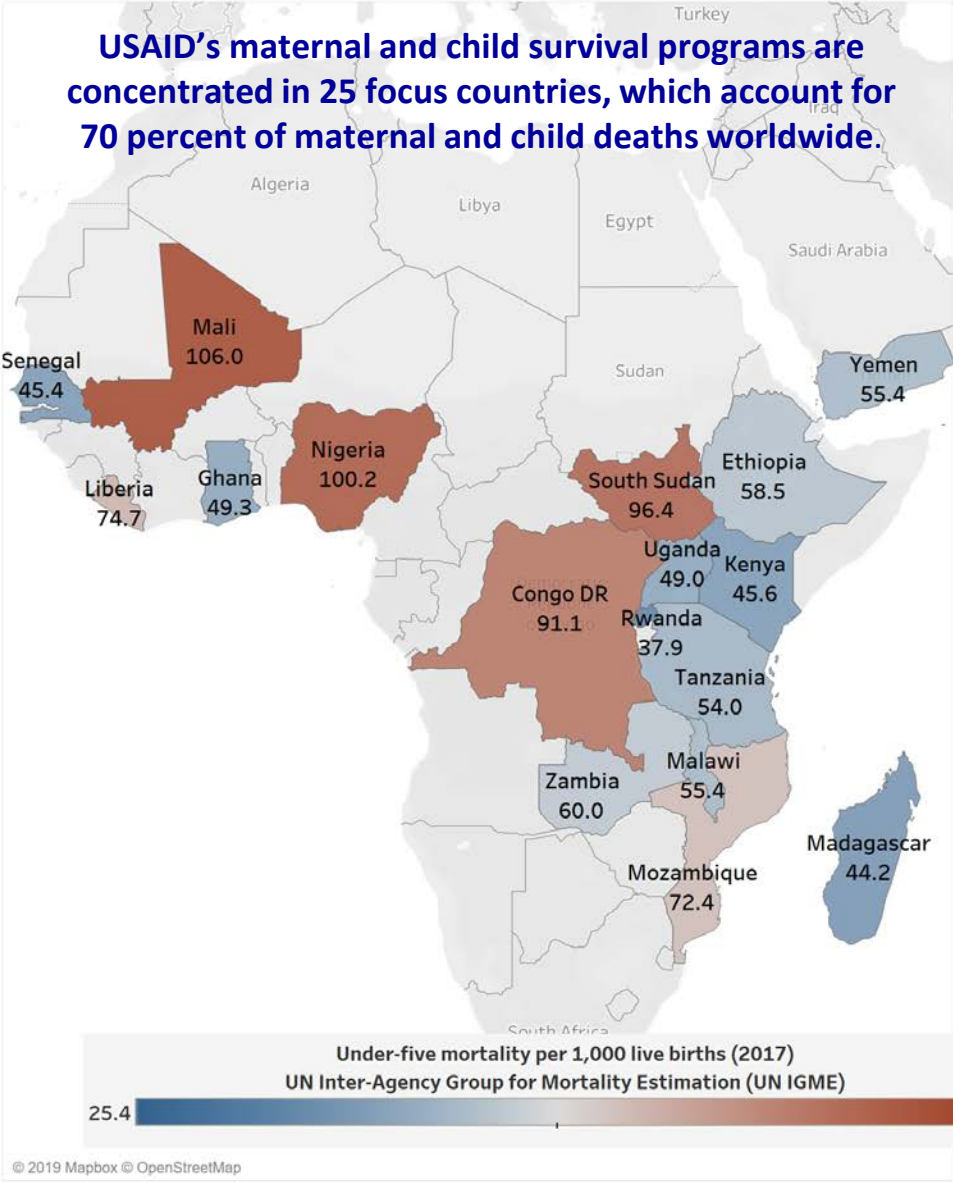 Turkey
USAID's maternal and child survival programs are
concentrated in 25 focus countries, which account for
Iraq
70 percent of maternal and child deaths worldwide.
Algeria
Libya
Egypt
Saudi Arabia
Mali
106.0
Senegal
45.4
Sudan
Yemen
55.4
Nigeria
100.2
Ghana
49.3
Liberia
74.7
South Sudan
96.4
Ethiopia
58.5
Uganda
49.0
Kenya
45.6
Congo DR
91.1
Rwanda
37.9
Tanzania
54.0
Malawi
55.4
Zambia
60.0
Madagascar
44.2
Mozambique
72.4
South Africa
Under-five mortality per 1,000 live births (2017)
UN Inter-Agency Group for Mortality Estimation (UN IGME)
25.4
© 2019 Mapbox © OpenStreetMap